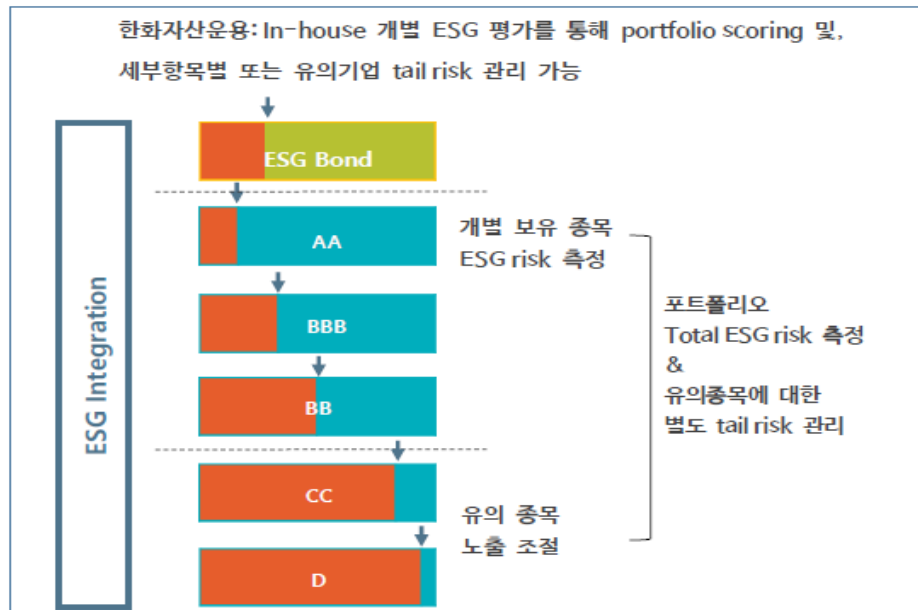 한화자산운용: In-house 개별 ESG 평가를 통해 portfolio scoring 및,
세부항목별 또는 유의기업 tail risk 관리 가능
ESG Integration
ESG Bond
AA
개별 보유 종목
ESG risk 측정
BBB
BB
포트폴리오
Total ESG risk 측정
&
유의종목에 대한
별도 tail risk 관리
CC
유의 종목
노출 조절
D